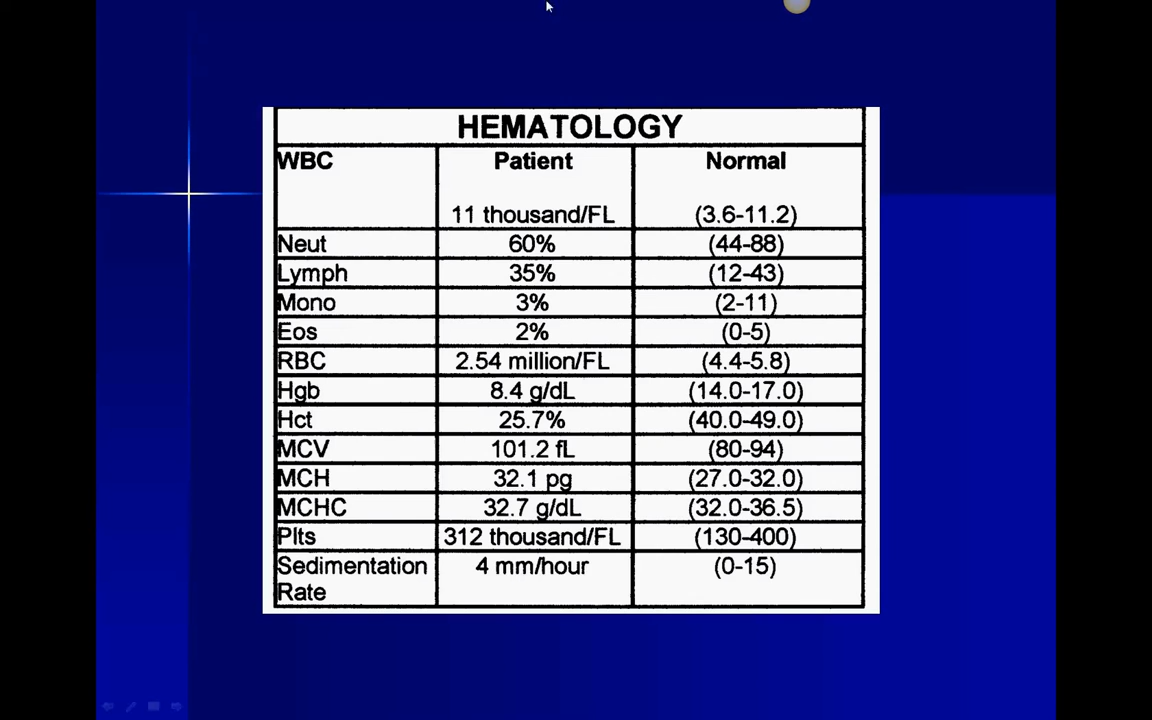 HEMATOLOGY
WBC Patient Normal
11 thousand/FL (3.6-11.2)
Neut 60% (44-88)
Lymph 35% (12-43)
Mono 3% (2-11)
Eos 2% (0-5)
RBC 2.54 million/FL (4.4-5.8)
Hgb 8.4 g/dL (14.0-17.0)
Hct 25.7% (40.0-49.0)
MCV 101.2 fL (80-94)
MCH 32.1 pg (27.0-32.0)
MCHC 32.7 g/dL (32.0-36.5)
Plts 312 thousand/FL (130-400)
Sedimentation 4 mm/hour (0-15)
Rate